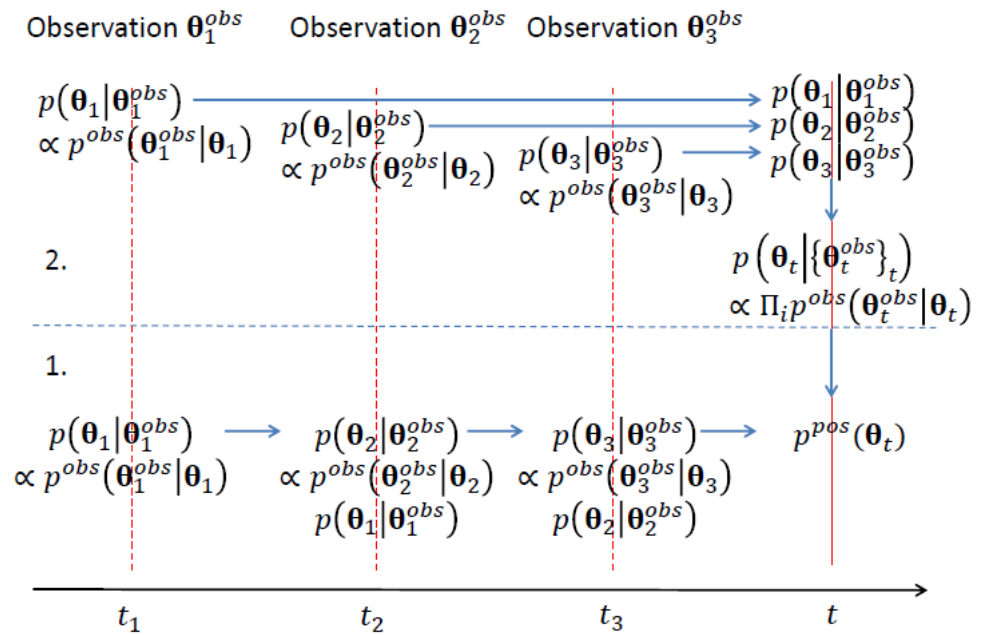 Observation 𝛉₁ᵒᵇˢ
Observation 𝛉₂ᵒᵇˢ
Observation 𝛉₃ᵒᵇˢ
p(𝛉₁|𝛉₁ᵒᵇˢ)
∝ pᵒᵇˢ(𝛉₁ᵒᵇˢ|𝛉₁)
p(𝛉₂|𝛉₂ᵒᵇˢ)
∝ pᵒᵇˢ(𝛉₂ᵒᵇˢ|𝛉₂)
p(𝛉₃|𝛉₃ᵒᵇˢ)
∝ pᵒᵇˢ(𝛉₃ᵒᵇˢ|𝛉₃)
p(𝛉₁|𝛉₁ᵒᵇˢ)
p(𝛉₂|𝛉₂ᵒᵇˢ)
p(𝛉₃|𝛉₃ᵒᵇˢ)
2.
p(𝛉ₜ|{𝛉ₜᵒᵇˢ}ₜ)
∝ Πᵢpᵒᵇˢ(𝛉ₜᵒᵇˢ|𝛉ₜ)
1.
p(𝛉₁|𝛉₁ᵒᵇˢ)
∝ pᵒᵇˢ(𝛉₁ᵒᵇˢ|𝛉₁)
p(𝛉₂|𝛉₂ᵒᵇˢ)
∝ pᵒᵇˢ(𝛉₂ᵒᵇˢ|𝛉₂)
p(𝛉₁|𝛉₁ᵒᵇˢ)
p(𝛉₃|𝛉₃ᵒᵇˢ)
∝ pᵒᵇˢ(𝛉₃ᵒᵇˢ|𝛉₃)
p(𝛉₂|𝛉₂ᵒᵇˢ)
pᵖᵒˢ(𝛉ₜ)
t₁
t₂
t₃
t